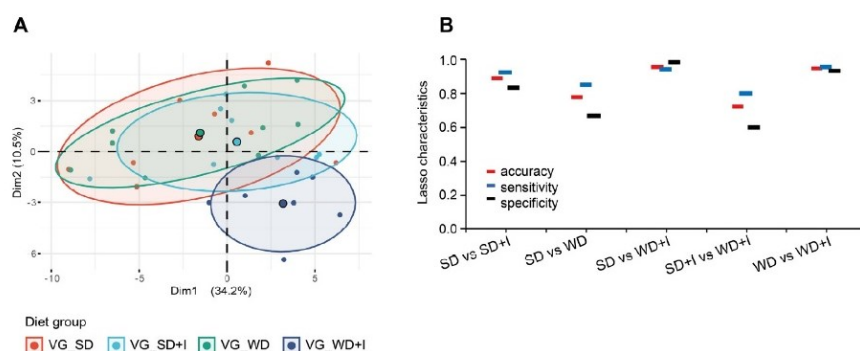 A
3
0
-3
6
Dim2 (10.5%)
-10
-5
0
5
Dim1 (34.2%)
Diet group
VG_SD
VG_SD+I
VG_WD
VG_WD+I
B
Lasso characteristics
1.0
0.8
0.6
0.4
0.2
0.0
accuracy
sensitivity
specificity
SD vs SD+I
SD vs WD
SD vs WD+I
SD+I vs WD+I
WD vs WD+I